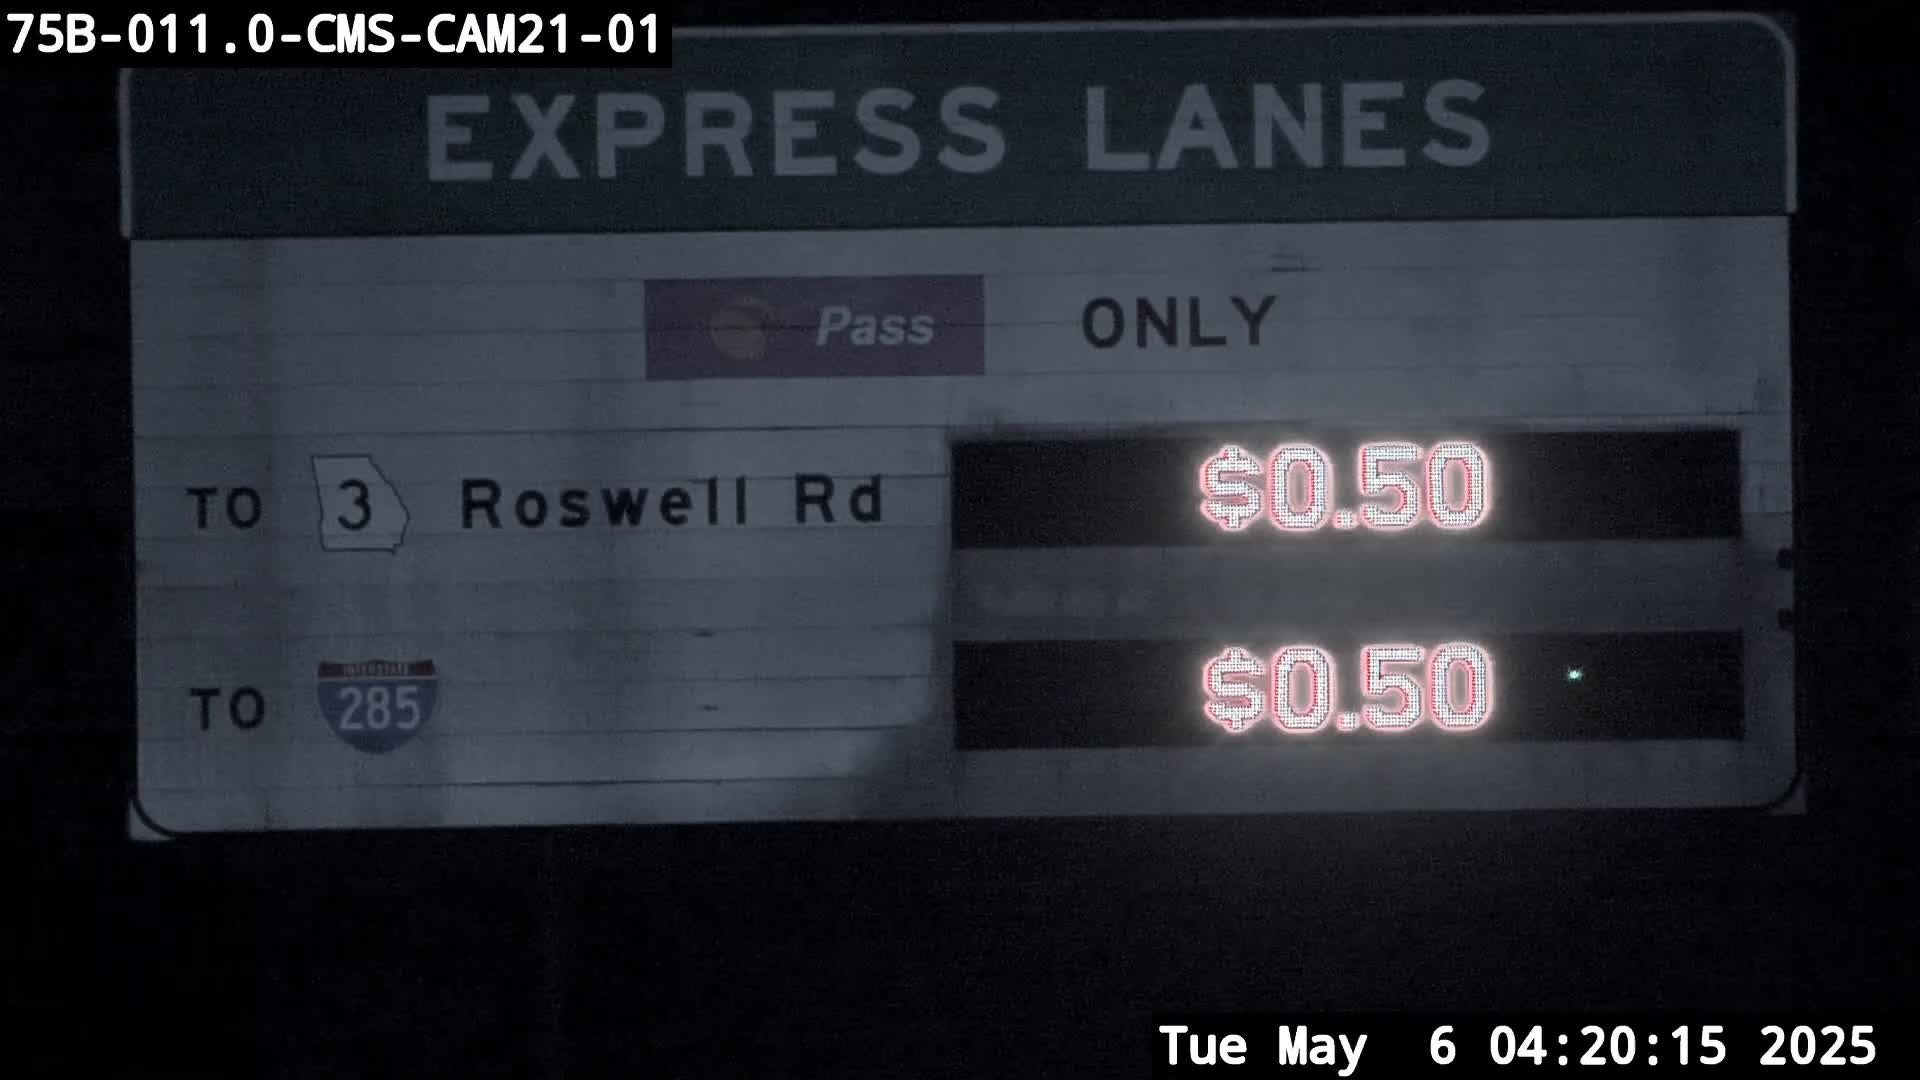 75B-011.0-CMS-CAM21-01
EXPRESS LANES
Pass ONLY
TO 3 Roswell Rd $0.50
INTERSTATE
TO 285 $0.50
Tue May 6 04:20:15 2025